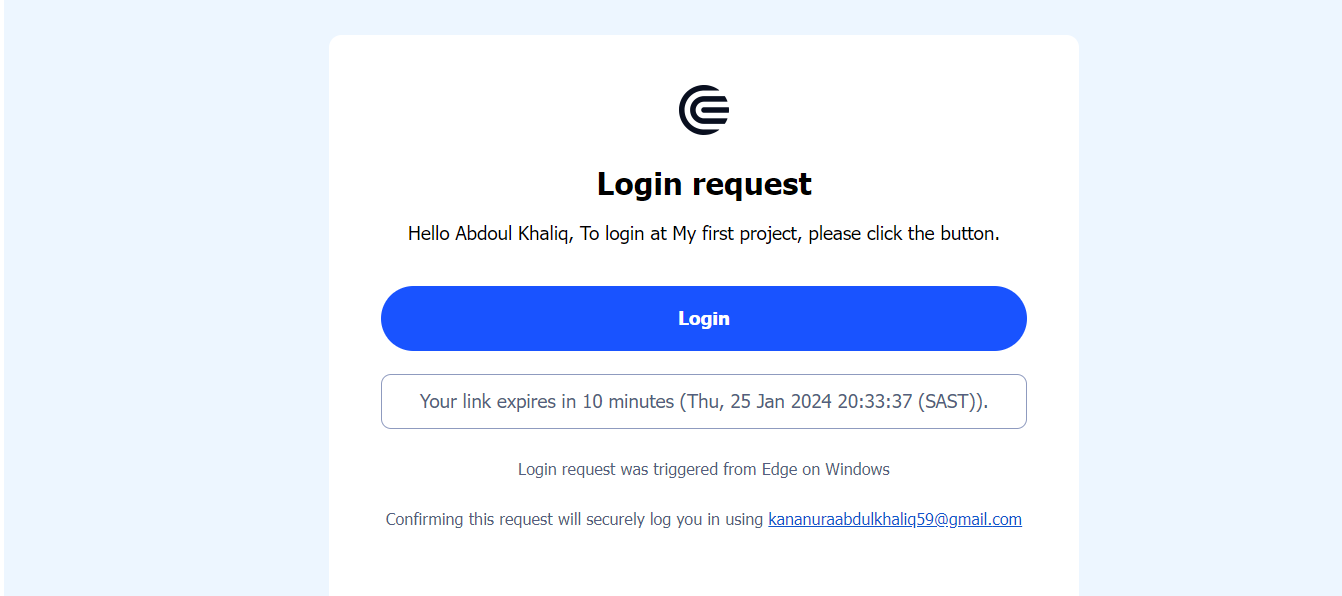 Login request
Hello Abdoul Khaliq, To login at My first project, please click the button.
Login
Your link expires in 10 minutes (Thu, 25 Jan 2024 20:33:37 (SAST)).
Login request was triggered from Edge on Windows
Confirming this request will securely log you in using kananuraabdulkhaliq59@gmail.com